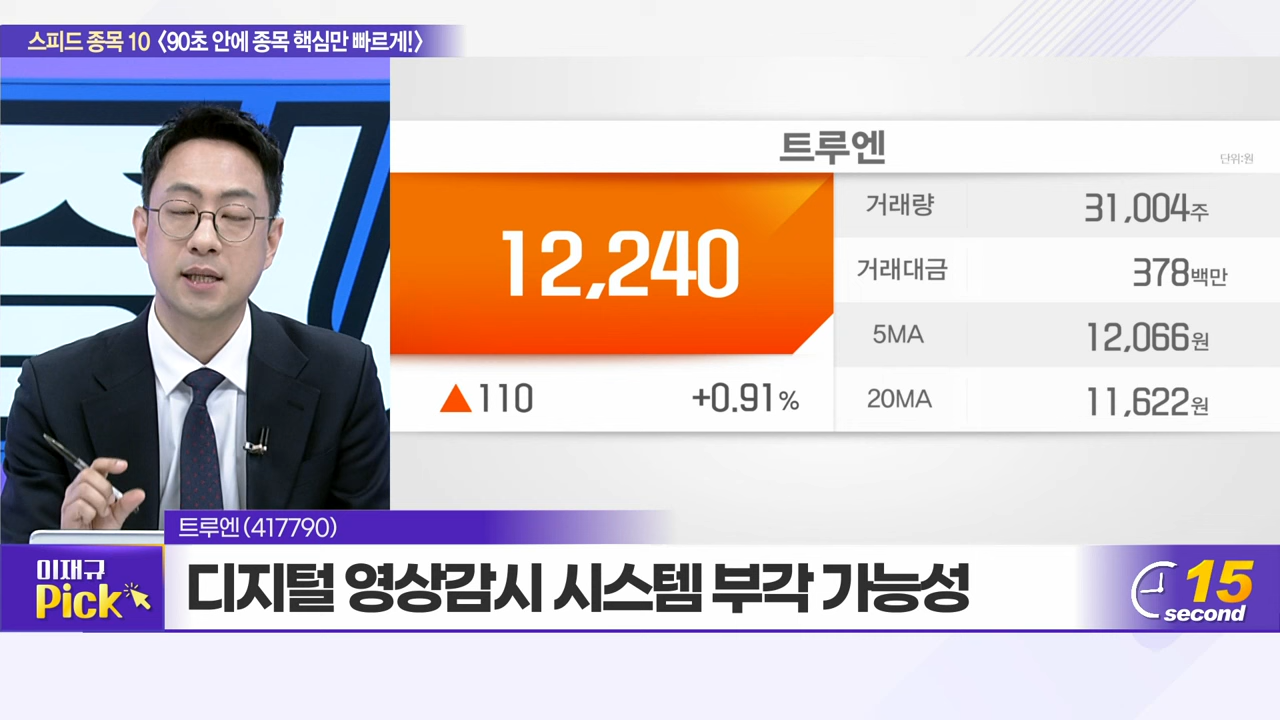 스피드 종목 10 〈90초 안에 종목 핵심만 빠르게!〉
트루엔
단위:원
12,240
▲110 +0.91%
거래량 31,004주
거래대금 378백만
5MA 12,066원
20MA 11,622원
트루엔(417790)
이재규
Pick
디지털 영상감시 시스템 부각 가능성
15
second